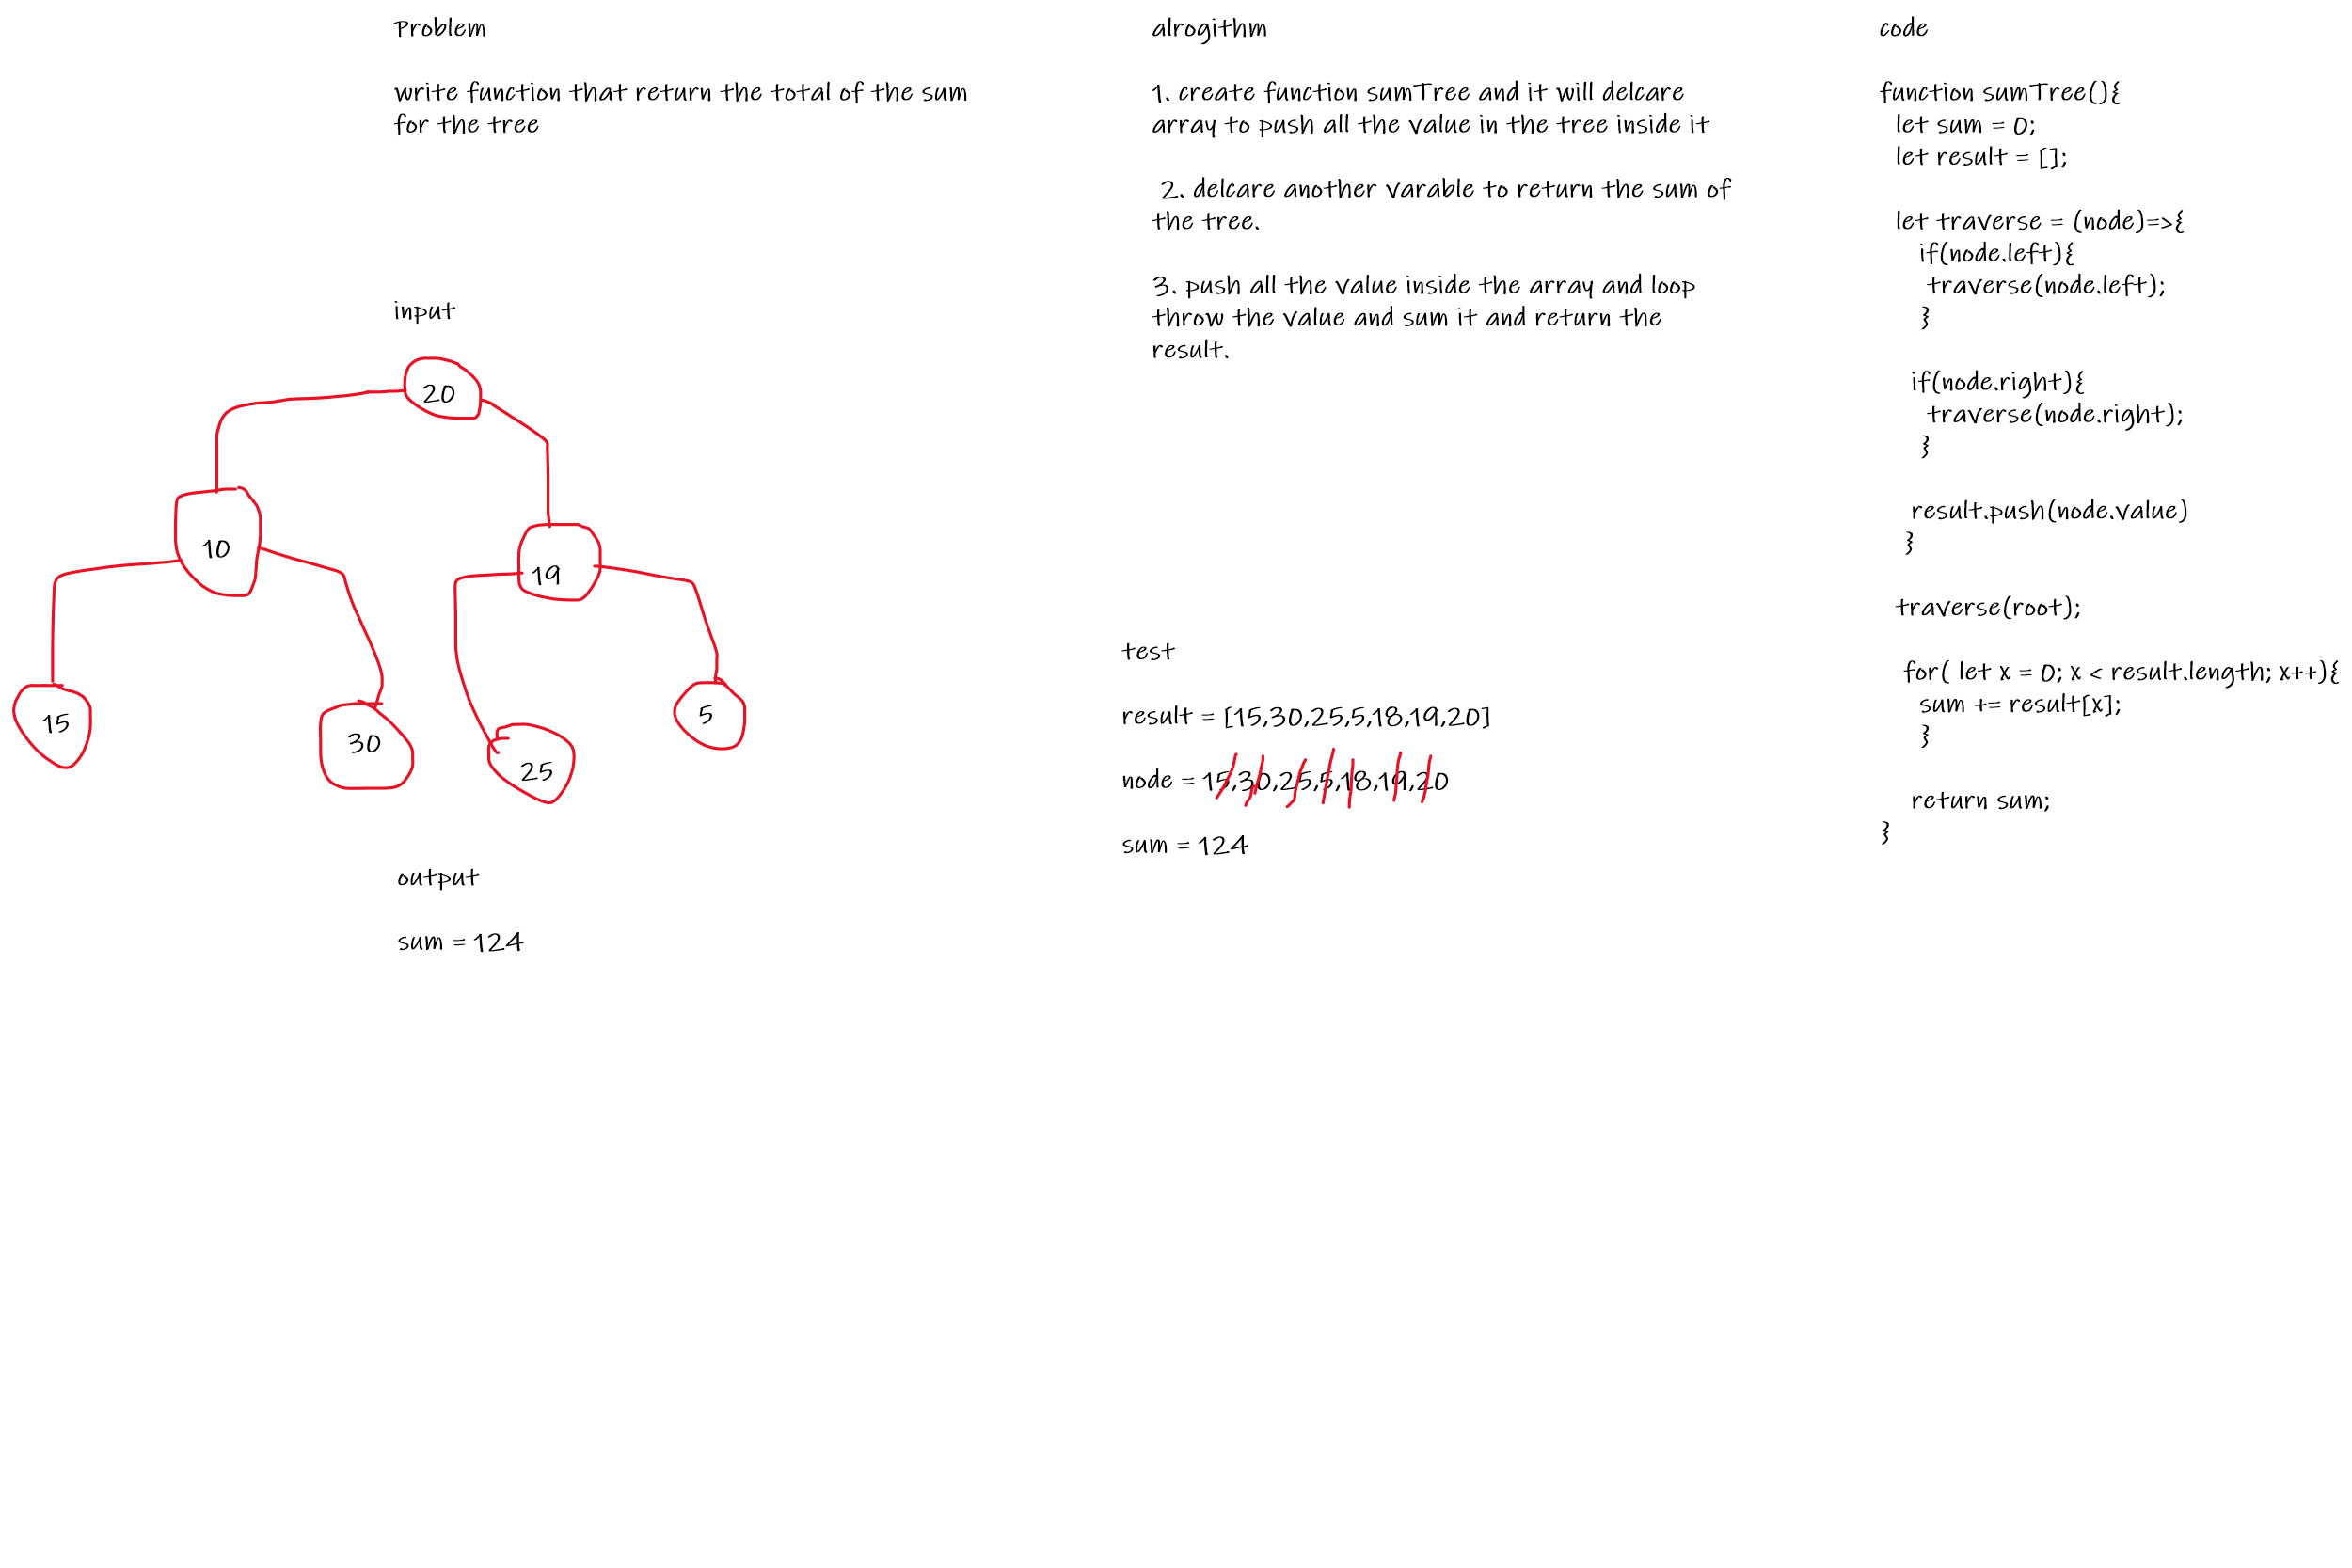 Problem
write function that return the total of the sum
for the tree
input
20
10
19
15
30
25
5
output
sum = 124
alrogithm
1. create function sumTree and it will delcare
array to push all the value in the tree inside it
2. delcare another varable to return the sum of
the tree.
3. push all the value inside the array and loop
throw the value and sum it and return the
result.
test
result = [15,30,25,5,18,19,20]
node = 15,30,25,5,18,19,20
sum = 124
code
function sumTree(){
let sum = 0;
let result = [];
let traverse = (node)=>{
if(node.left){
traverse(node.left);
}
if(node.right){
traverse(node.right);
}
result.push(node.value)
}
traverse(root);
for( let x = 0; x < result.length; x++){
sum += result[x];
}
return sum;
}